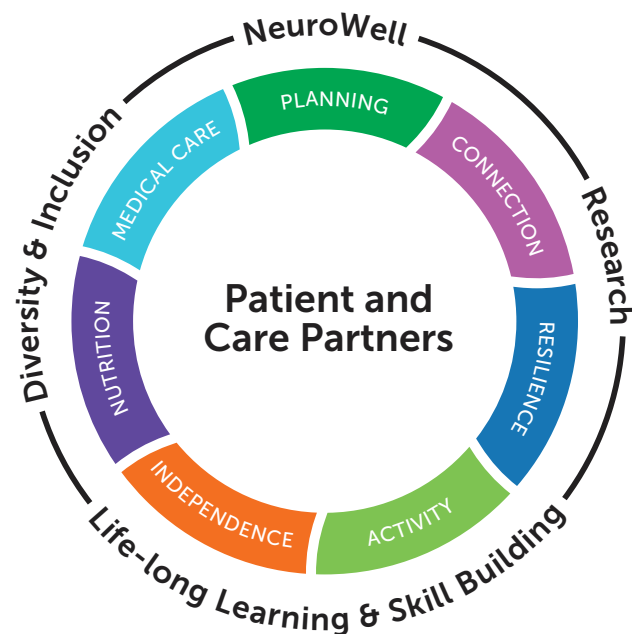 NeuroWell
Research
Life-long Learning & Skill Building
Diversity & Inclusion
PLANNING
CONNECTION
RESILIENCE
ACTIVITY
INDEPENDENCE
NUTRITION
MEDICAL CARE
Patient and
Care Partners